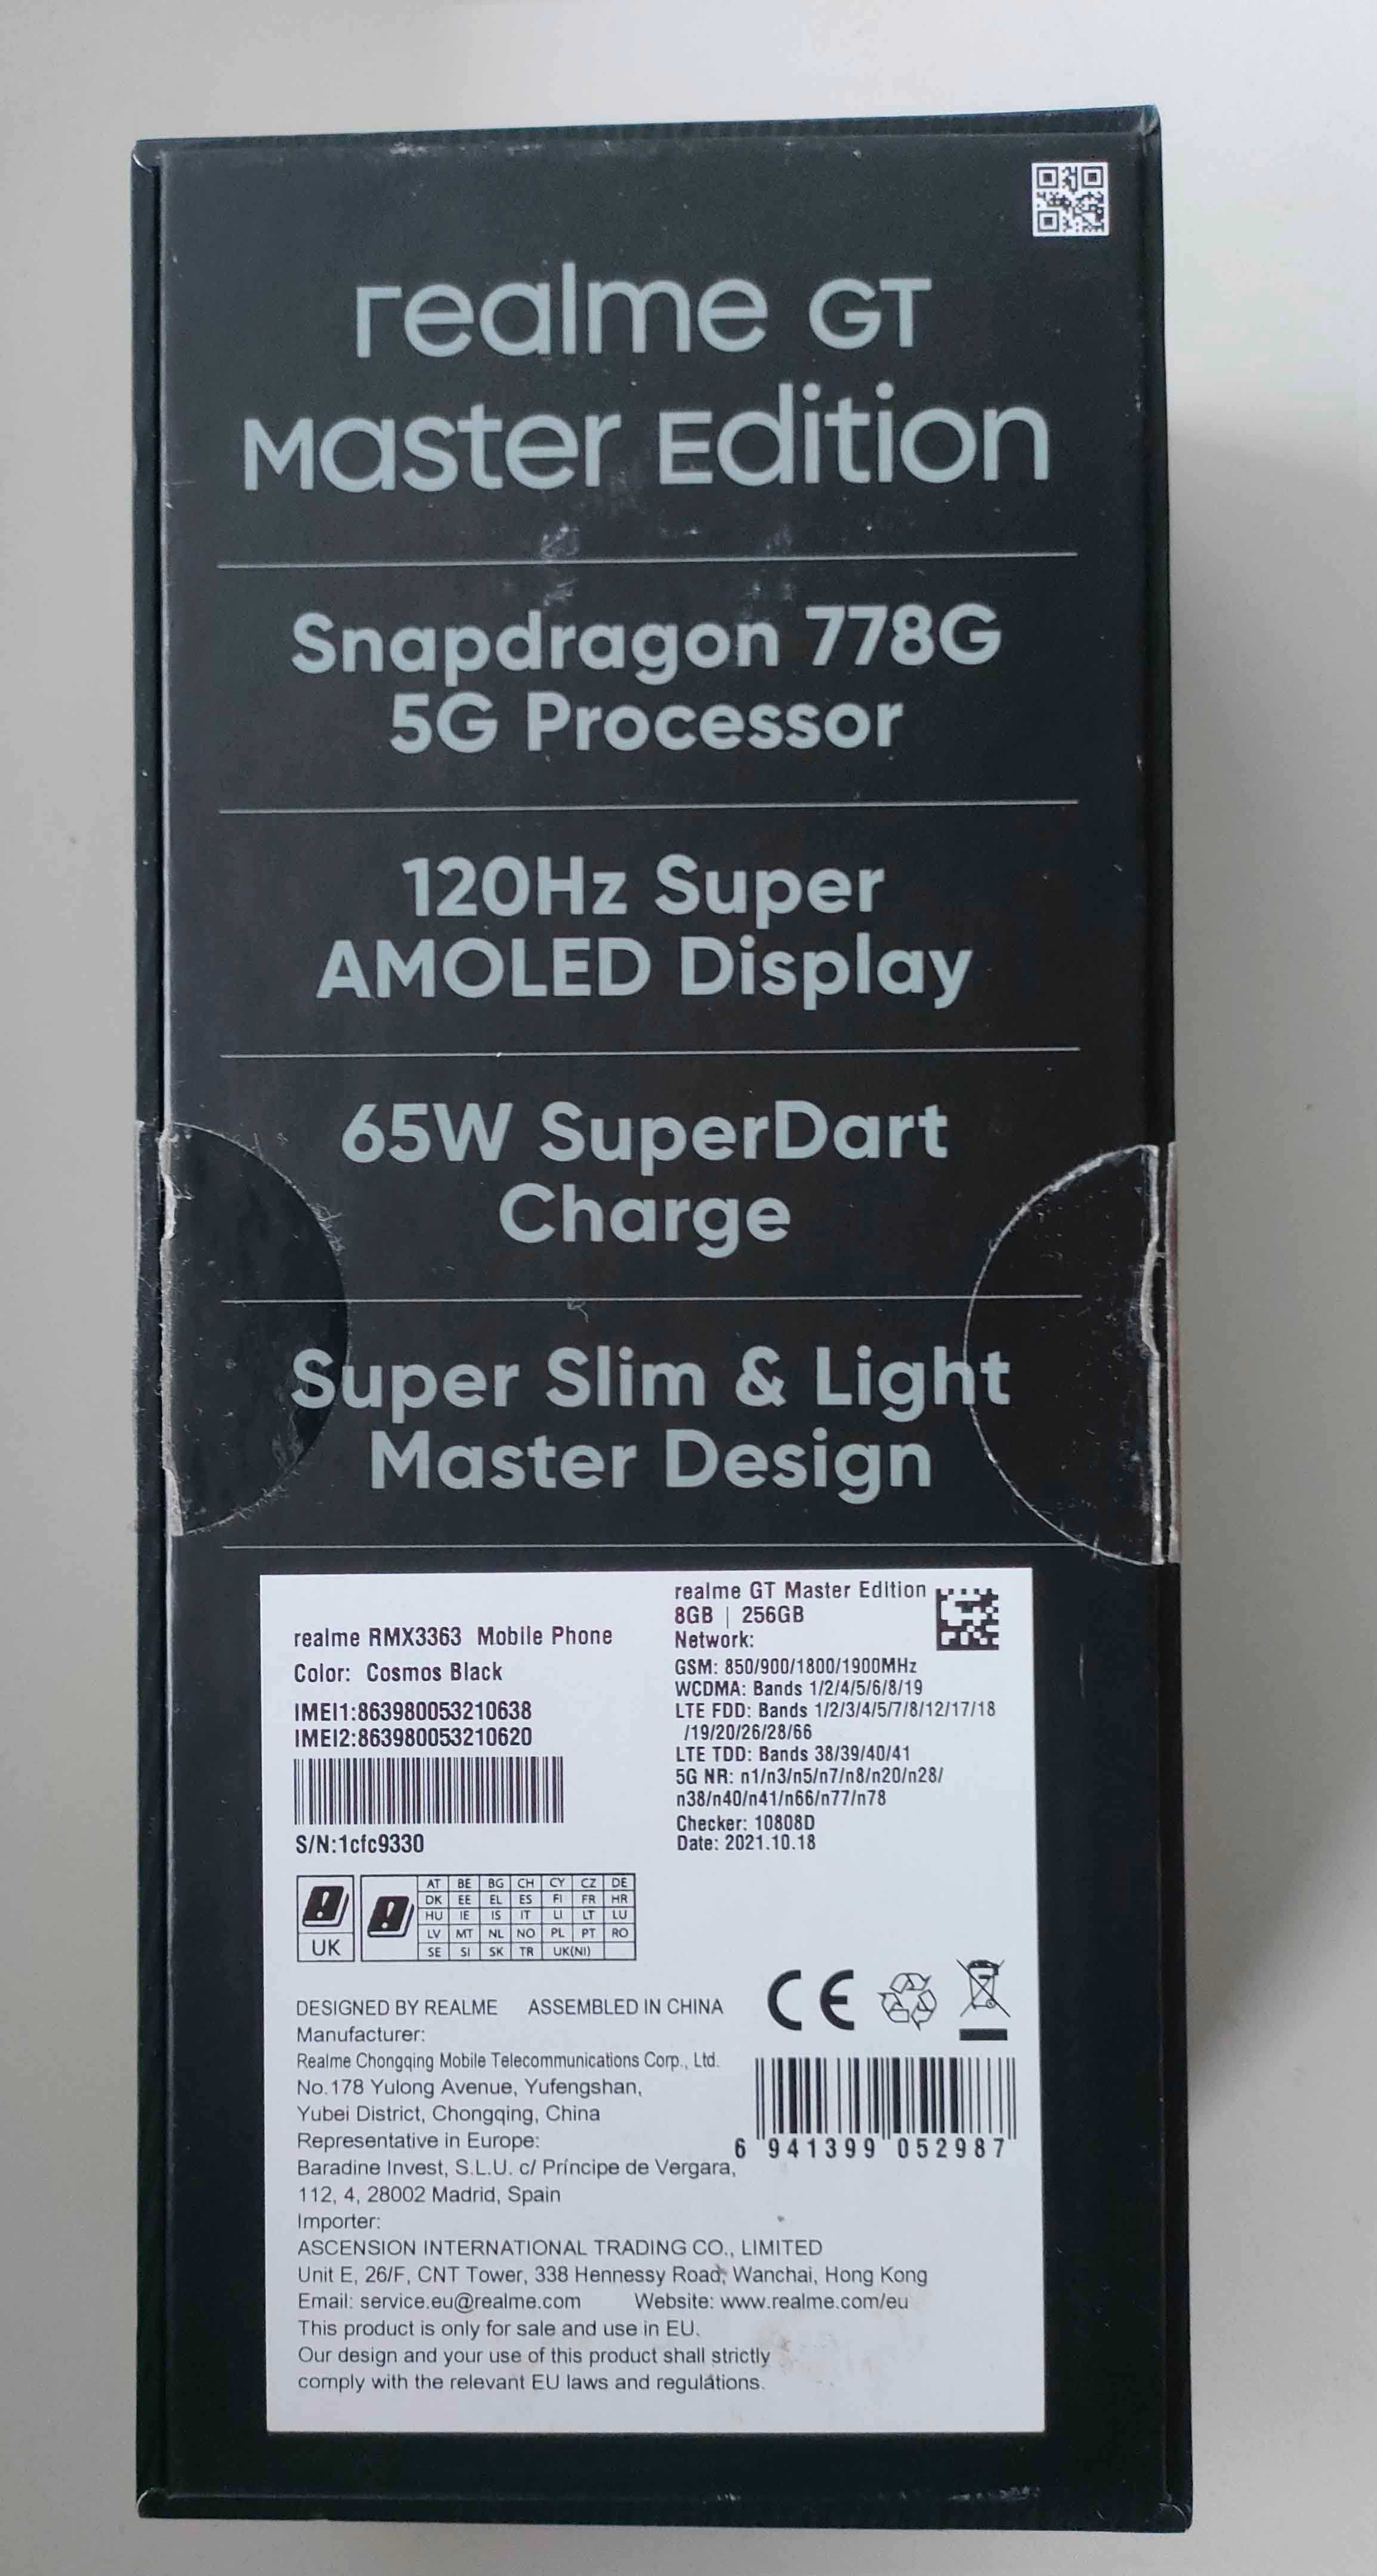 realme GT
Master Edition
Snapdragon 778G
5G Processor
120Hz Super
AMOLED Display
65W SuperDart
Charge
Super Slim & Light
Master Design
realme RMX3363 Mobile Phone
Color: Cosmos Black
IMEI1:863980053210638
IMEI2:863980053210620
S/N:1cfc9330
realme GT Master Edition
8GB | 256GB
Network:
GSM: 850/900/1800/1900MHz
WCDMA: Bands 1/2/4/5/6/8/19
LTE FDD: Bands 1/2/3/4/5/7/8/12/17/18
/19/20/26/28/66
LTE TDD: Bands 38/39/40/41
5G NR: n1/n3/n5/n7/n8/n20/n28/
n38/n40/n41/n66/n77/n78
Checker: 10808D
Date: 2021.10.18
UK
AT BE BG CH CY CZ DE
DK EE EL ES FI FR HR
HU IE IS IT LI LT LU
LV MT NL NO PL PT RO
SE SI SK TR UK(NI)
CE
DESIGNED BY REALME ASSEMBLED IN CHINA
Manufacturer:
Realme Chongqing Mobile Telecommunications Corp., Ltd.
No.178 Yulong Avenue, Yufengshan,
Yubei District, Chongqing, China
Representative in Europe:
Baradine Invest, S.L.U. c/ Príncipe de Vergara,
112, 4, 28002 Madrid, Spain
6 941399 052987
Importer:
ASCENSION INTERNATIONAL TRADING CO., LIMITED
Unit E, 26/F, CNT Tower, 338 Hennessy Road, Wanchai, Hong Kong
Email: service.eu@realme.com Website: www.realme.com/eu
This product is only for sale and use in EU.
Our design and your use of this product shall strictly
comply with the relevant EU laws and regulations.